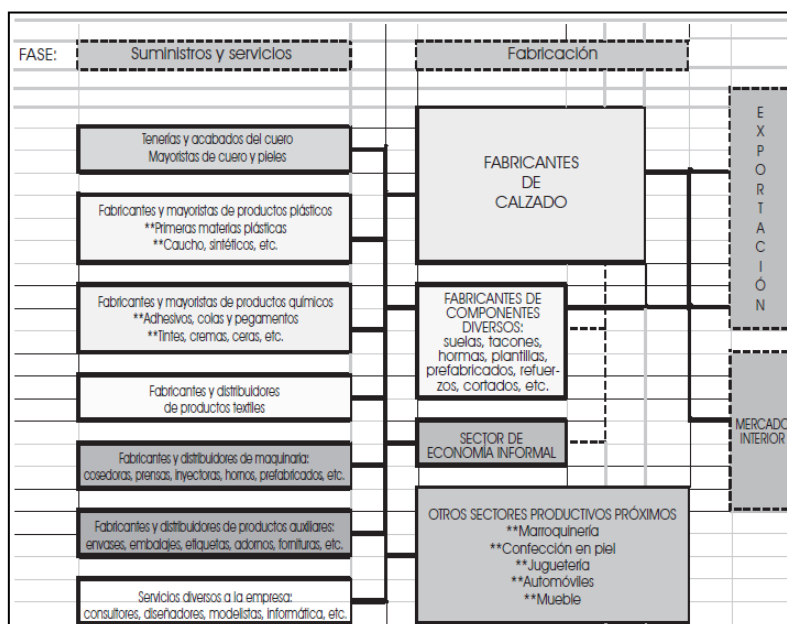 FASE:
Suministros y servicios
Fabricación
Tenerías y acabados del cuero
Mayoristas de cuero y pieles
Fabricantes y mayoristas de productos plásticos
**Primeras materias plásticas
**Caucho, sintéticos, etc.
Fabricantes y mayoristas de productos químicos
**Adhesivos, colas y pegamentos
**Tintes, cremas, ceras, etc.
Fabricantes y distribuidores
de productos textiles
Fabricantes y distribuidores de maquinaria:
cosedoras, prensas, inyectoras, hornos, prefabricados, etc.
Fabricantes y distribuidores de productos auxiliares:
envases, embalajes, etiquetas, adornos, fornituras, etc.
Servicios diversos a la empresa:
consultores, diseñadores, modelistas, informática, etc.
FABRICANTES
DE
CALZADO
FABRICANTES DE
COMPONENTES
DIVERSOS:
suelas, tacones,
hormas, plantillas,
prefabricados, refuer-
zos, cortados, etc.
SECTOR DE
ECONOMÍA INFORMAL
OTROS SECTORES PRODUCTIVOS PRÓXIMOS
**Marroquinería
**Confección en piel
**Juguetería
**Automóviles
**Mueble
E
X
P
O
R
T
A
C
I
Ó
N
MERCADO
INTERIOR